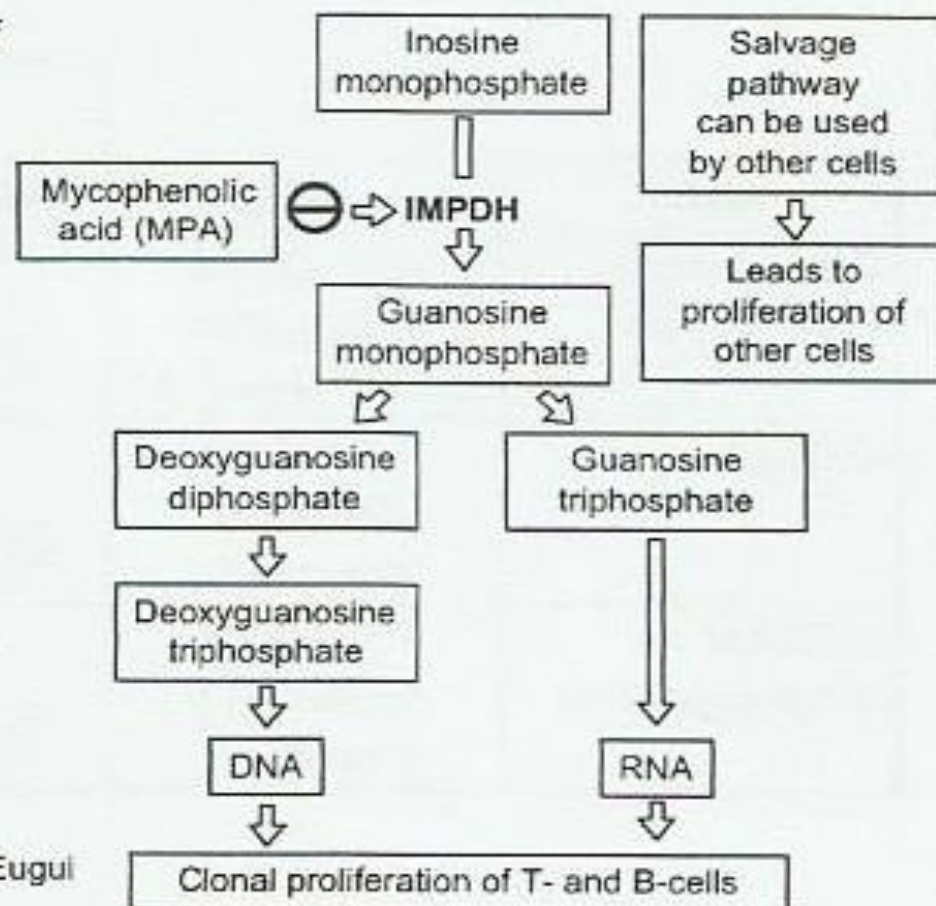 Inosine
monophosphate
Salvage
pathway
can be used
by other cells
Mycophenolic
acid (MPA)
IMPDH
Leads to
proliferation of
other cells
Guanosine
monophosphate
Deoxyguanosine
diphosphate
Guanosine
triphosphate
Deoxyguanosine
triphosphate
DNA
RNA
Eugui
Clonal proliferation of T- and B-cells